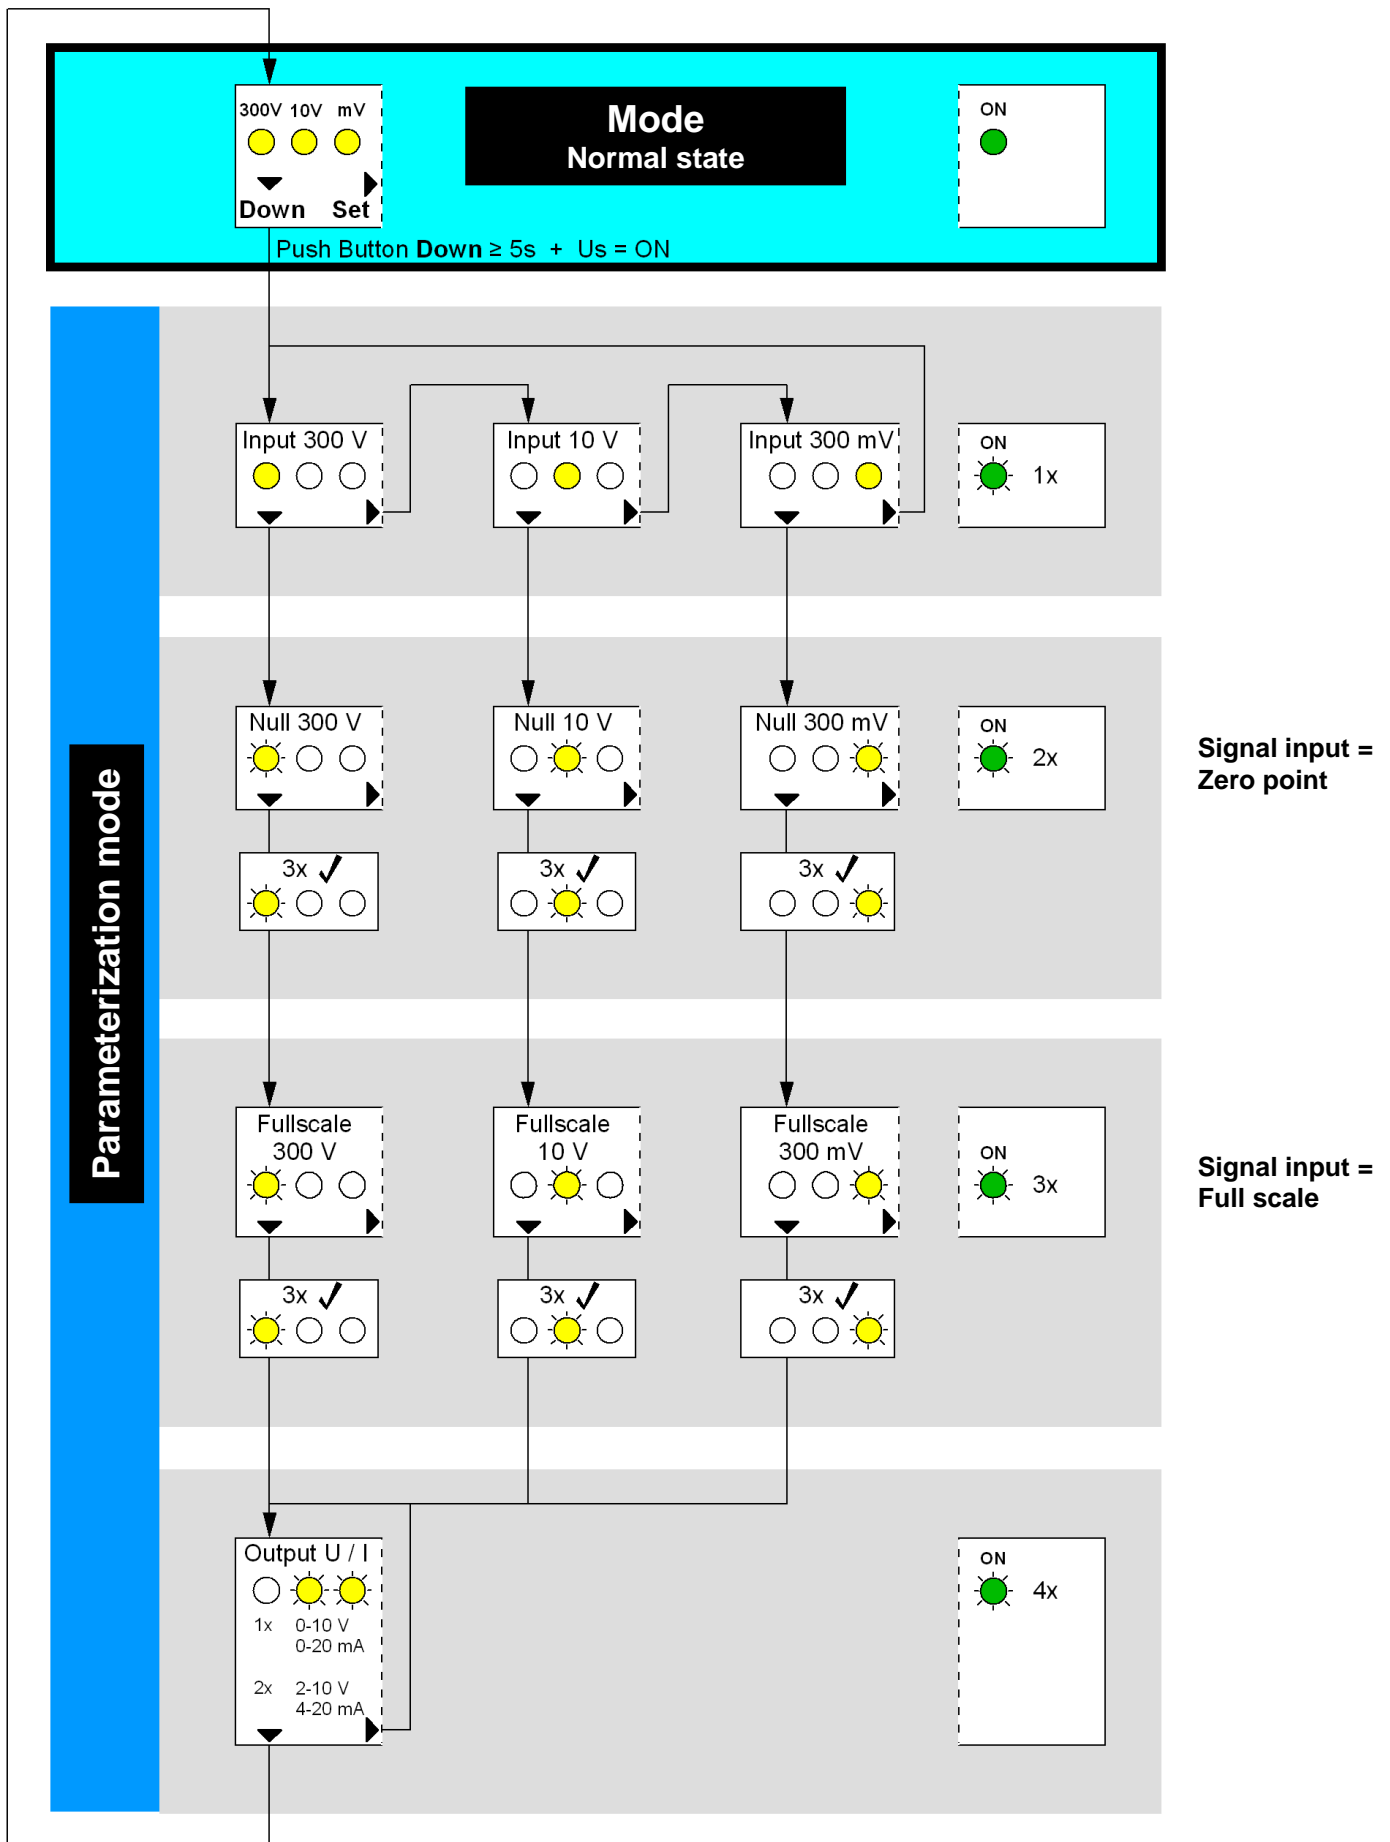 300V 10V mV
Down Set
Mode
Normal state
ON
Push Button Down ≥ 5s + Us = ON
Parameterization mode
Input 300 V
Input 10 V
Input 300 mV
ON
1x
Null 300 V
Null 10 V
Null 300 mV
ON
2x
Signal input =
Zero point
3x ✓
3x ✓
3x ✓
Fullscale
300 V
Fullscale
10 V
Fullscale
300 mV
ON
3x
Signal input =
Full scale
3x ✓
3x ✓
3x ✓
Output U / I
1x 0-10 V
0-20 mA
2x 2-10 V
4-20 mA
ON
4x